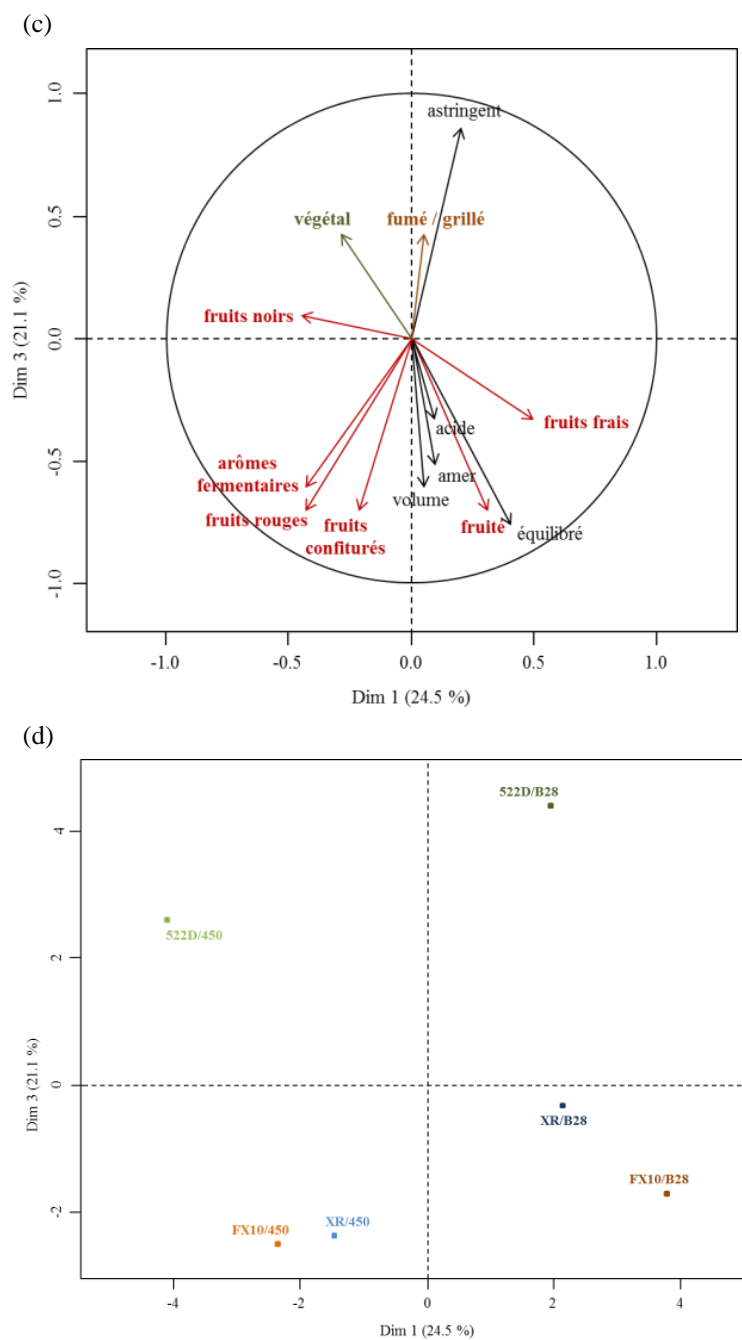 (c)
1.0
astringent
0.5
végétal
fumé / grillé
fruits noirs
Dim 3 (21.1 %)
0.0
fruits frais
acide
-0.5
arômes
fermentaires
amer
volume
fruits rouges
fruits
confiturés
fruité
équilibré
-1.0
-1.0
-0.5
0.0
0.5
1.0
Dim 1 (24.5 %)
(d)
522D/B28
4
522D/450
2
Dim 3 (21.1 %)
0
XR/B28
FX10/B28
-2
FX10/450
XR/450
-4
-2
0
2
4
Dim 1 (24.5 %)